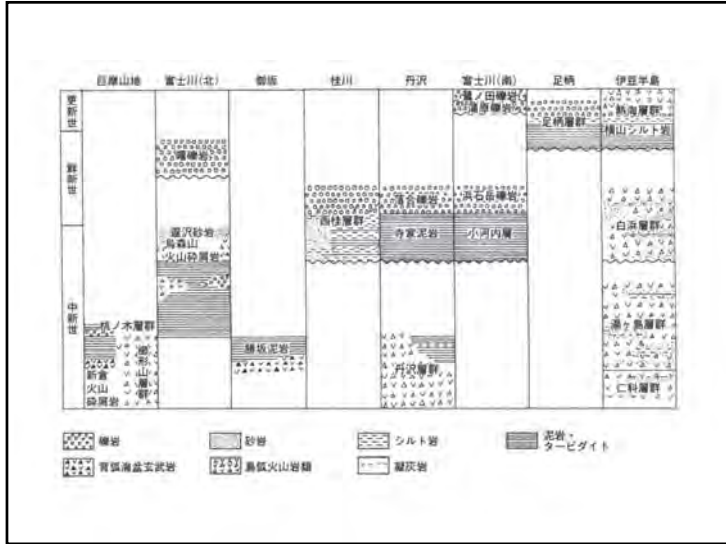 巨摩山地 富士川(北) 御坂 桂川 丹沢 富士川(南) 足柄 伊豆半島
更新世
鮮新世
中新世
桃ノ木層群
櫛形山層群
新倉
火山
砕屑岩
曙礫岩
遅沢砂岩
烏森山
火山砕屑岩
勝坂泥岩
西桂層群
落合礫岩
寺家泥岩
丹沢層群
鷺ノ田礫岩
蒲原礫岩
浜石岳礫岩
小河内層
足柄層群
熱海層群
横山シルト岩
白浜層群
湯ヶ島層群
仁科層群
礫岩
砂岩
シルト岩
泥岩・
タービダイト
背弧海盆玄武岩
島弧火山岩類
凝灰岩